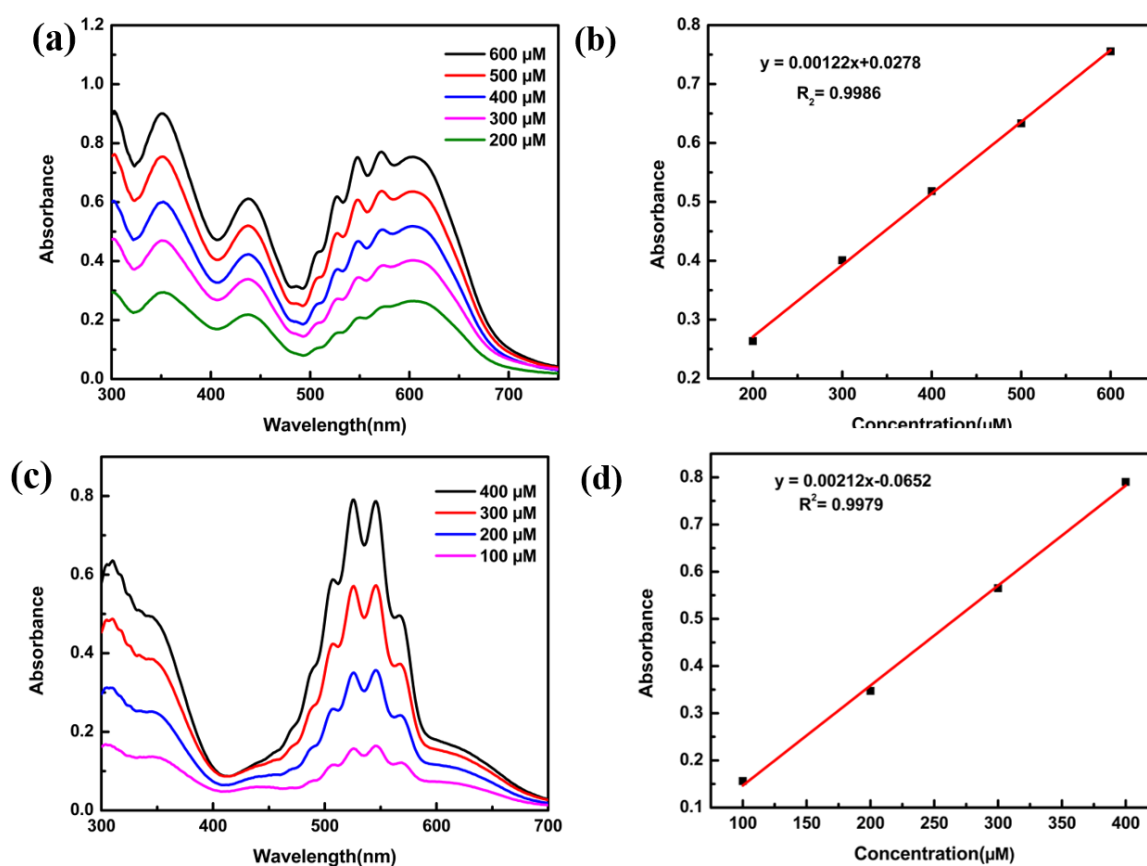 (a)
1.2
1.0
0.8
0.6
0.4
0.2
0.0
Absorbance
600 µM
500 µM
400 µM
300 µM
200 µM
300 400 500 600 700
Wavelength(nm)
(b)
0.8
0.7
0.6
0.5
0.4
0.3
0.2
Absorbance
y = 0.00122x+0.0278
R2= 0.9986
200 300 400 500 600
Concentration(µM)
(c)
0.8
0.6
0.4
0.2
0.0
Absorbance
400 µM
300 µM
200 µM
100 µM
300 400 500 600 700
Wavelength(nm)
(d)
0.8
0.7
0.6
0.5
0.4
0.3
0.2
0.1
Absorbance
y = 0.00212x-0.0652
R²= 0.9979
100 150 200 250 300 350 400
Concentration(µM)